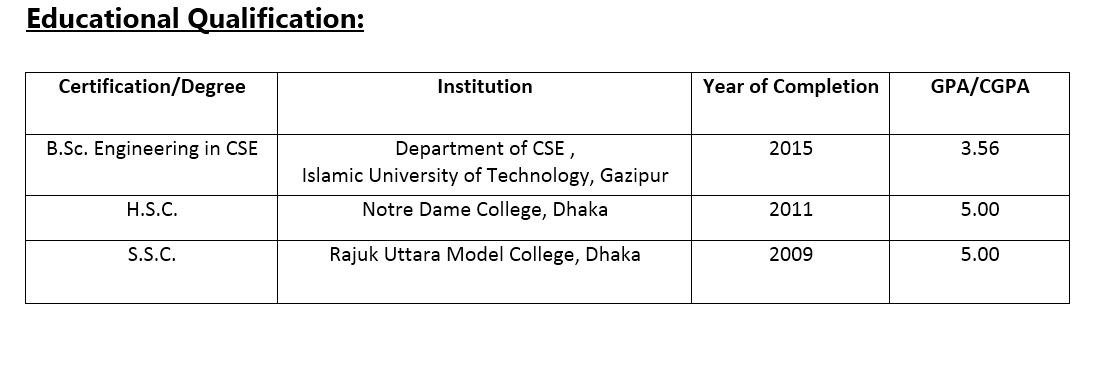 Educational Qualification:
Certification/Degree Institution Year of Completion GPA/CGPA
B.Sc. Engineering in CSE Department of CSE , 2015 3.56
Islamic University of Technology, Gazipur
H.S.C. Notre Dame College, Dhaka 2011 5.00
S.S.C. Rajuk Uttara Model College, Dhaka 2009 5.00